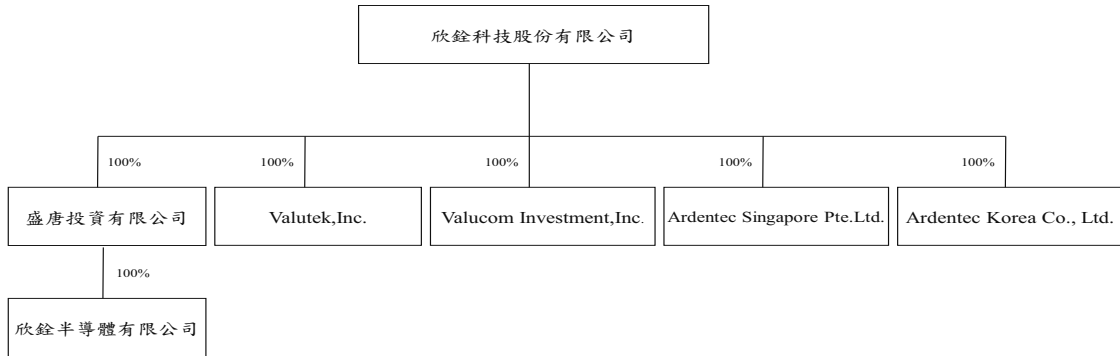 欣銓科技股份有限公司
100%
100%
100%
100%
100%
盛唐投資有限公司
Valutek,Inc.
Valucom Investment,Inc.
Ardentec Singapore Pte.Ltd.
Ardentec Korea Co., Ltd.
100%
欣銓半導體有限公司